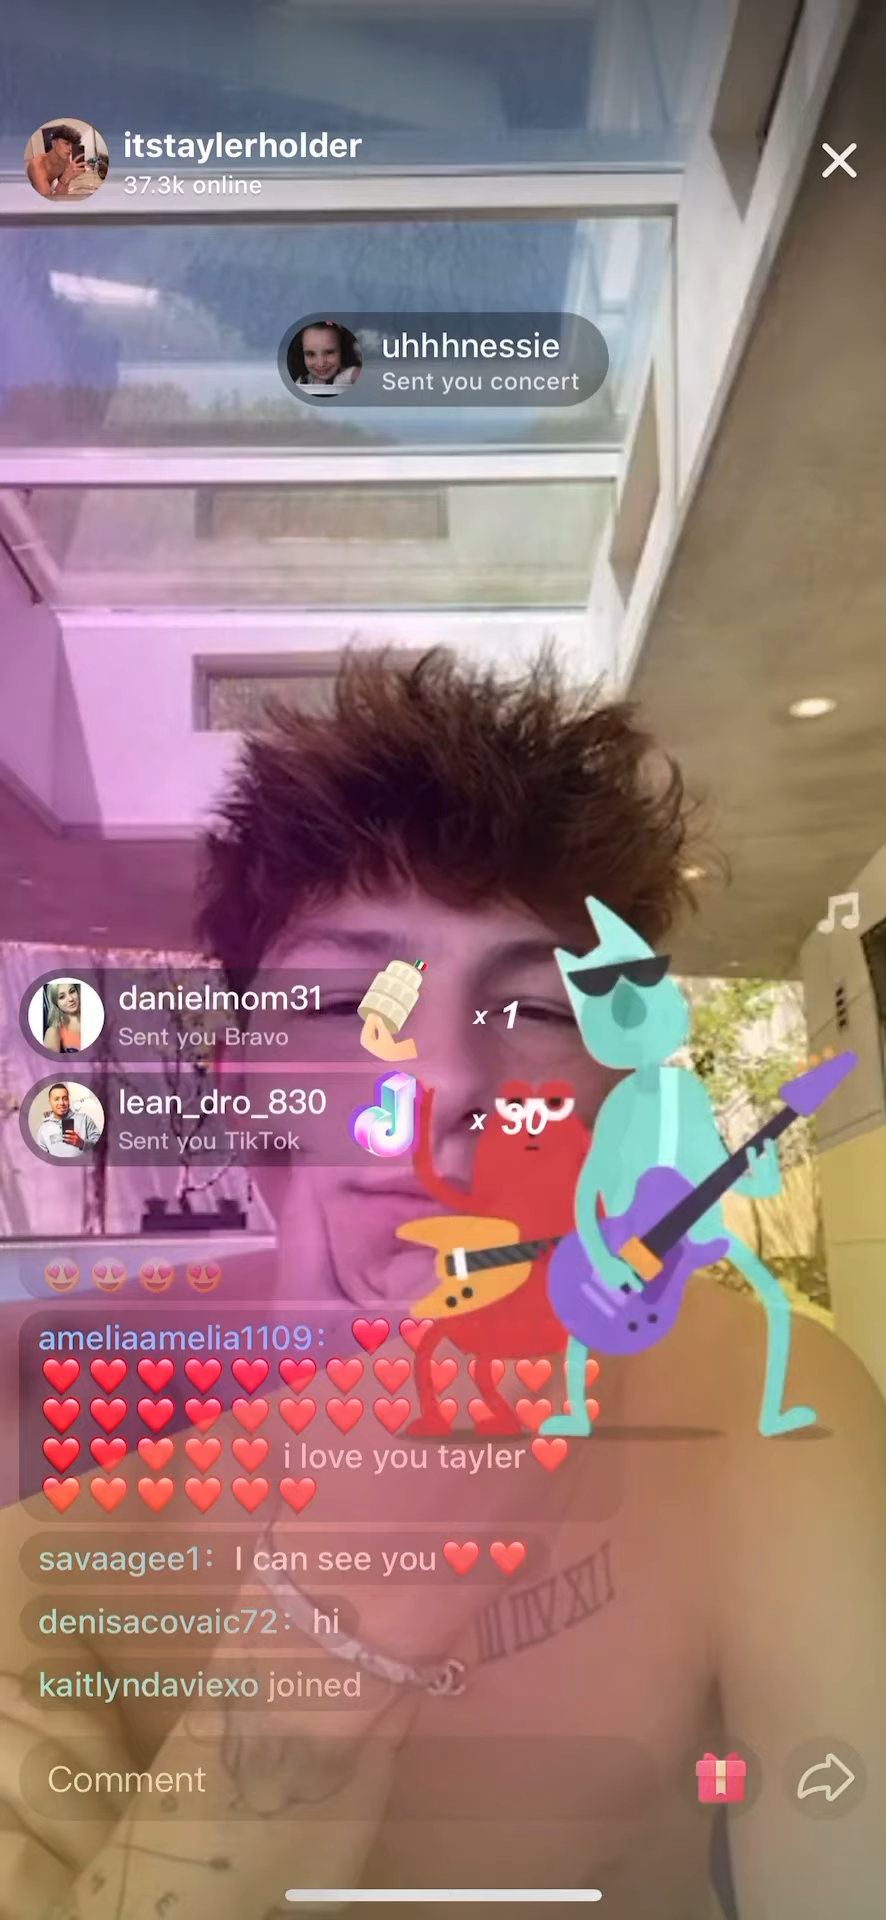 itstaylerholder
37.3k online
uhhhnessie
Sent you concert
danielmom31
Sent you Bravo
x 1
lean_dro_830
Sent you TikTok
x 30
😍 😍 😍 😍
ameliaamelia1109: ❤️ ❤️
❤️ ❤️ ❤️ ❤️ ❤️ ❤️ ❤️ ❤️ ❤️ ❤️ ❤️ ❤️
❤️ ❤️ ❤️ ❤️ ❤️ ❤️ ❤️ ❤️ ❤️ ❤️ ❤️ ❤️
❤️ ❤️ ❤️ ❤️ ❤️ i love you tayler ❤️
❤️ ❤️ ❤️ ❤️ ❤️ ❤️
savaagee1: I can see you ❤️ ❤️
denisacovaic72: hi
kaitlyndaviexo joined
Comment